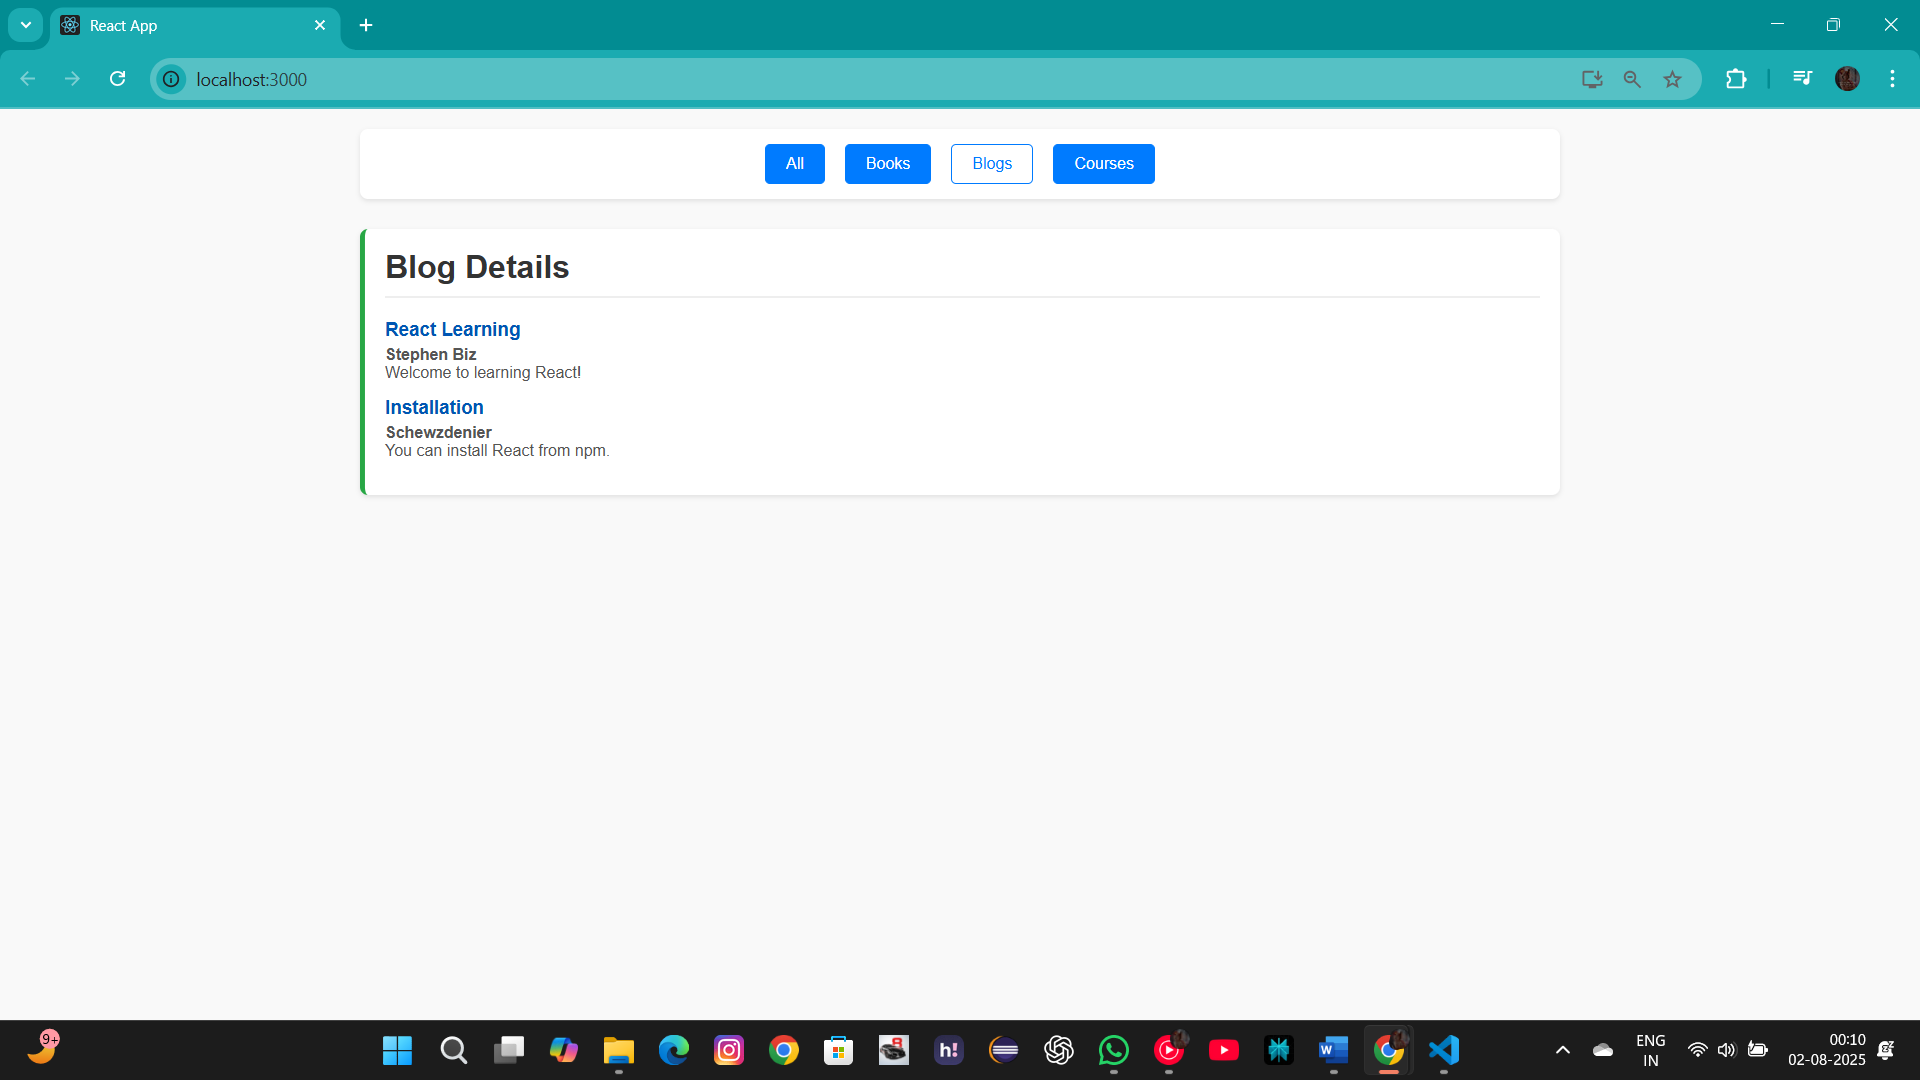 React App
localhost:3000
All
Books
Blogs
Courses
Blog Details
React Learning
Stephen Biz
Welcome to learning React!
Installation
Schewzdenier
You can install React from npm.
9+
h!
W
ENG
IN
00:10
02-08-2025